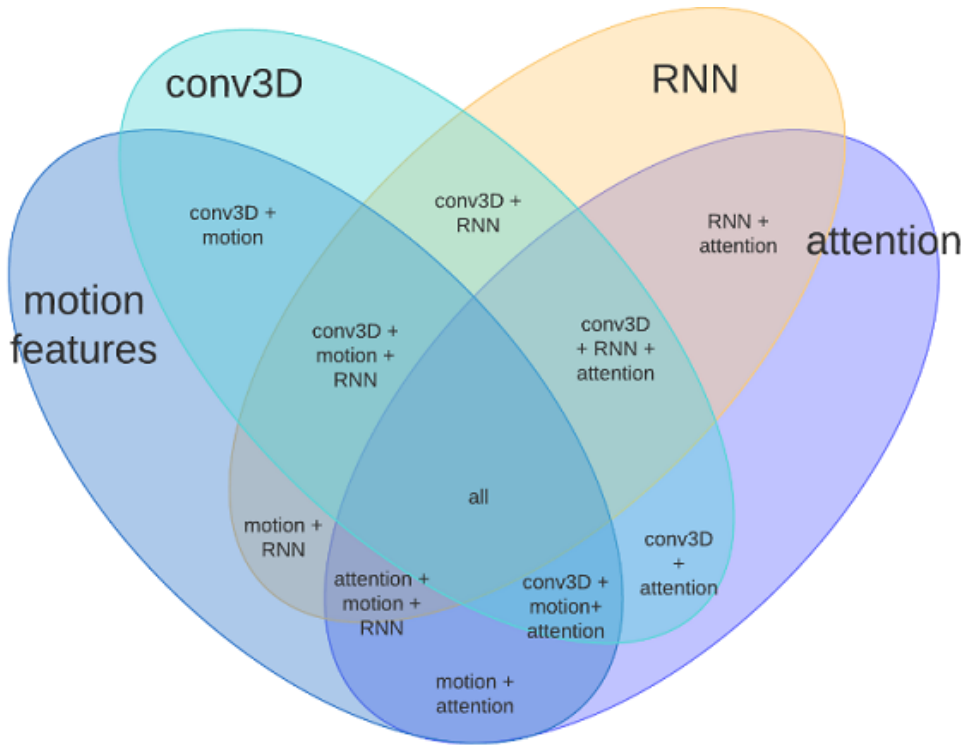 conv3D
RNN
motion
features
attention
conv3D +
motion
conv3D +
RNN
RNN +
attention
conv3D +
motion +
RNN
conv3D
+ RNN +
attention
all
motion +
RNN
attention +
motion +
RNN
conv3D +
motion+
attention
conv3D
+
attention
motion +
attention